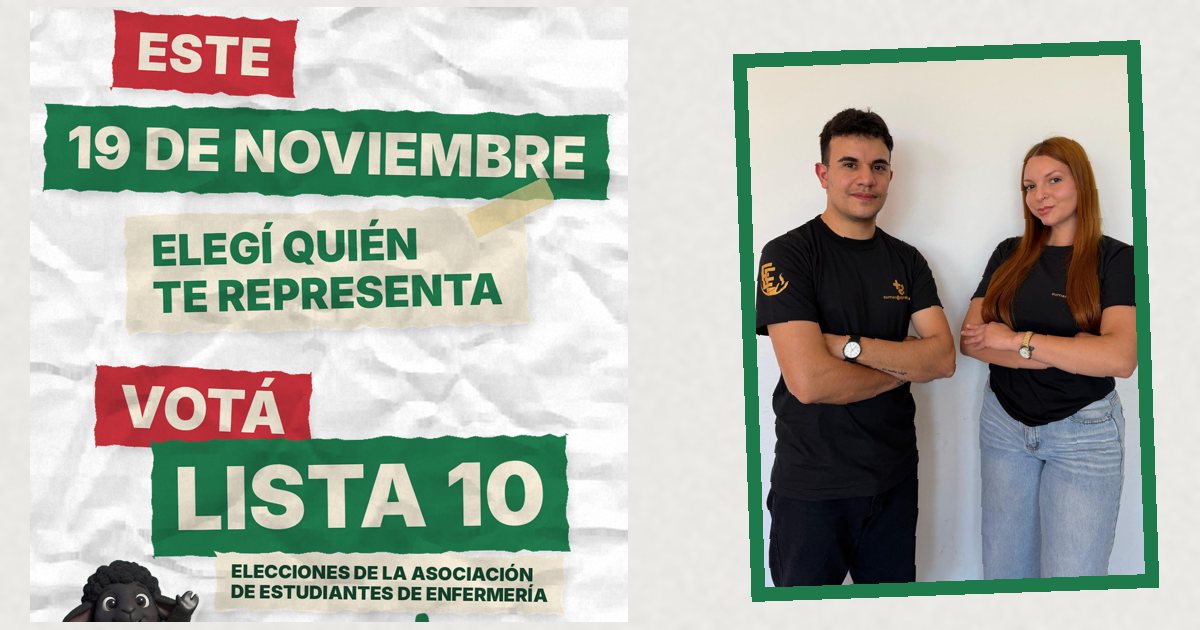 ESTE
19 DE NOVIEMBRE
ELEGÍ QUIÉN
TE REPRESENTA
VOTÁ
LISTA 10
ELECCIONES DE LA ASOCIACIÓN
DE ESTUDIANTES DE ENFERMERÍA